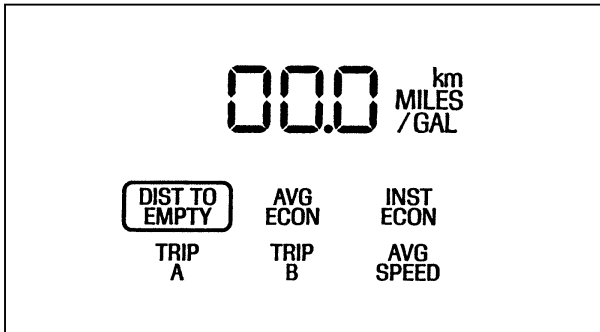 00.0 km
MILES
/GAL
DIST TO
EMPTY
AVG
ECON
INST
ECON
TRIP
A
TRIP
B
AVG
SPEED